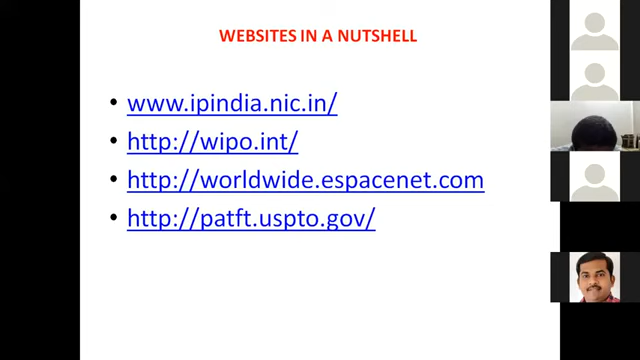 WEBSITES IN A NUTSHELL
• www.ipindia.nic.in/
• http://wipo.int/
• http://worldwide.espacenet.com
• http://patft.uspto.gov/